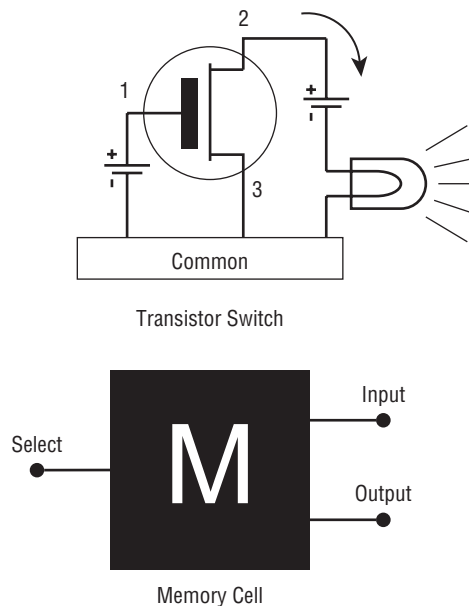 2
1
+
-
+
-
3
Common
Transistor Switch
Input
Select
M
Output
Memory Cell